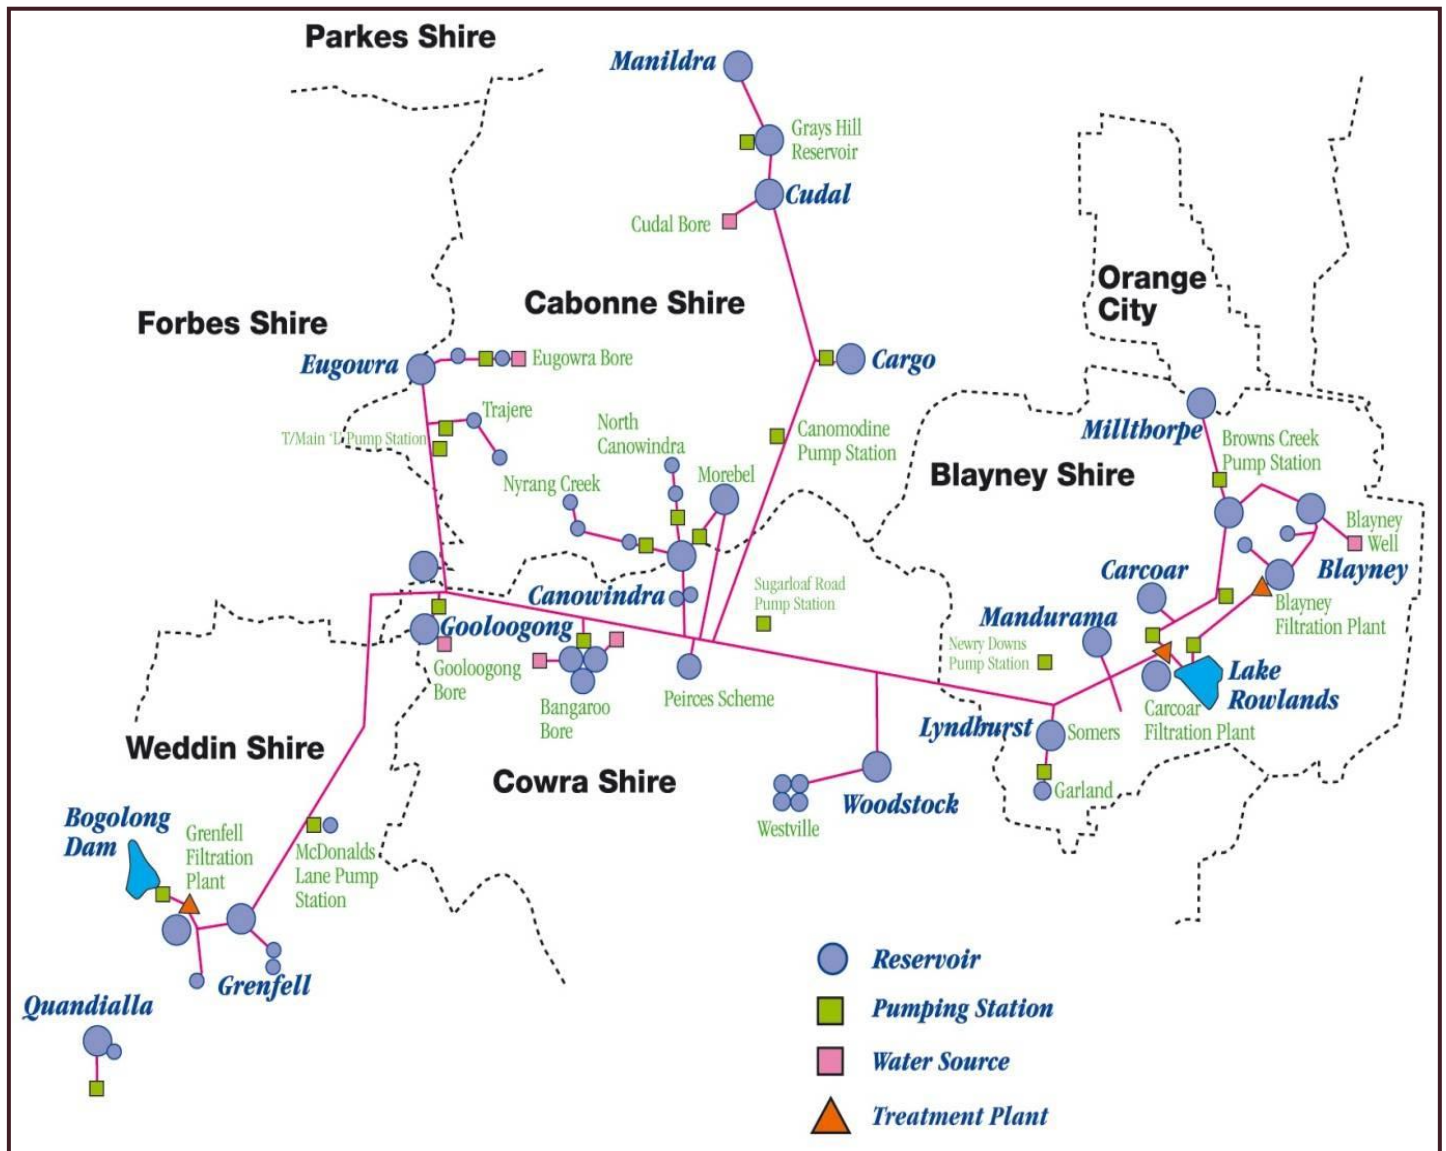 Parkes Shire
Manildra
Grays Hill
Reservoir
Cudal
Cudal Bore
Orange
City
Cabonne Shire
Forbes Shire
Eugowra
Eugowra Bore
Cargo
Trajere
T/Main 'L' Pump Station
North
Canowindra
Canomodine
Pump Station
Millthorpe
Browns Creek
Pump Station
Blayney Shire
Morebel
Nyrang Creek
Blayney
Well
Blayney
Carcoar
Canowindra
Sugarloaf Road
Pump Station
Blayney
Filtration Plant
Mandurama
Gooloogong
Newry Downs
Pump Station
Gooloogong
Bore
Bangaroo
Bore
Peirces Scheme
Lake
Rowlands
Carcoar
Filtration Plant
Lyndhurst
Somers
Weddin Shire
Cowra Shire
Garland
Woodstock
Westville
Bogolong
Dam
Grenfell
Filtration
Plant
McDonalds
Lane Pump
Station
Grenfell
Quandialla
Reservoir
Pumping Station
Water Source
Treatment Plant